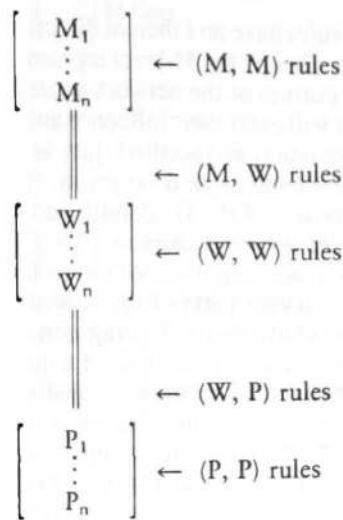 M₁
⋮
Mₙ
← (M, M) rules
← (M, W) rules
W₁
⋮
Wₙ
← (W, W) rules
← (W, P) rules
P₁
⋮
Pₙ
← (P, P) rules